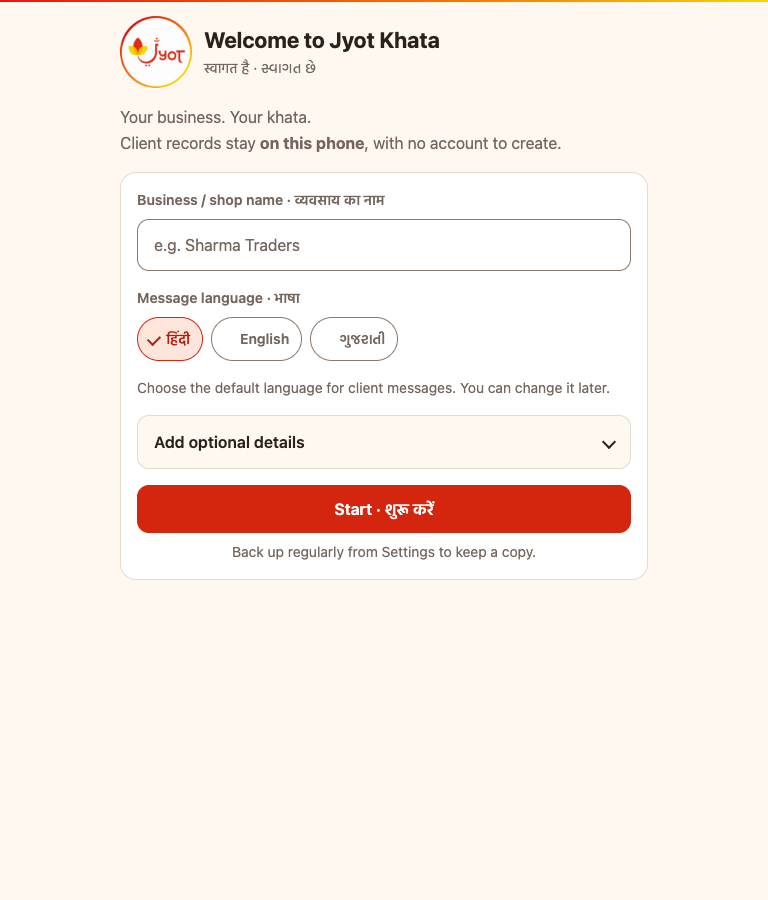 Jyot
Welcome to Jyot Khata
स्वागत है · સ્વાગત છે
Your business. Your khata.
Client records stay on this phone, with no account to create.
Business / shop name · व्यवसाय का नाम
e.g. Sharma Traders
Message language · भाषा
हिंदी
English
ગુજરાતી
Choose the default language for client messages. You can change it later.
Add optional details
Start · शुरू करें
Back up regularly from Settings to keep a copy.